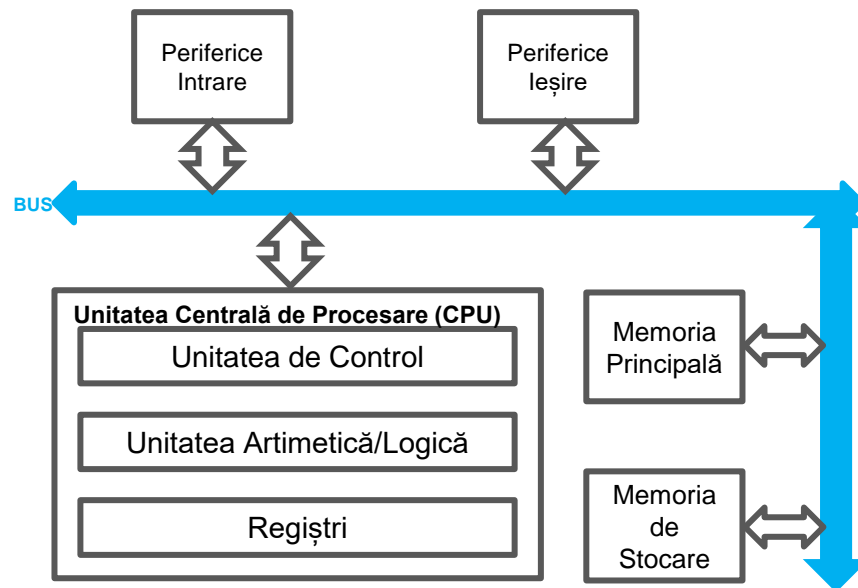 Periferice
Intrare
Periferice
Ieșire
BUS
Unitatea Centrală de Procesare (CPU)
Unitatea de Control
Unitatea Artimetică/Logică
Regiștri
Memoria
Principală
Memoria
de
Stocare